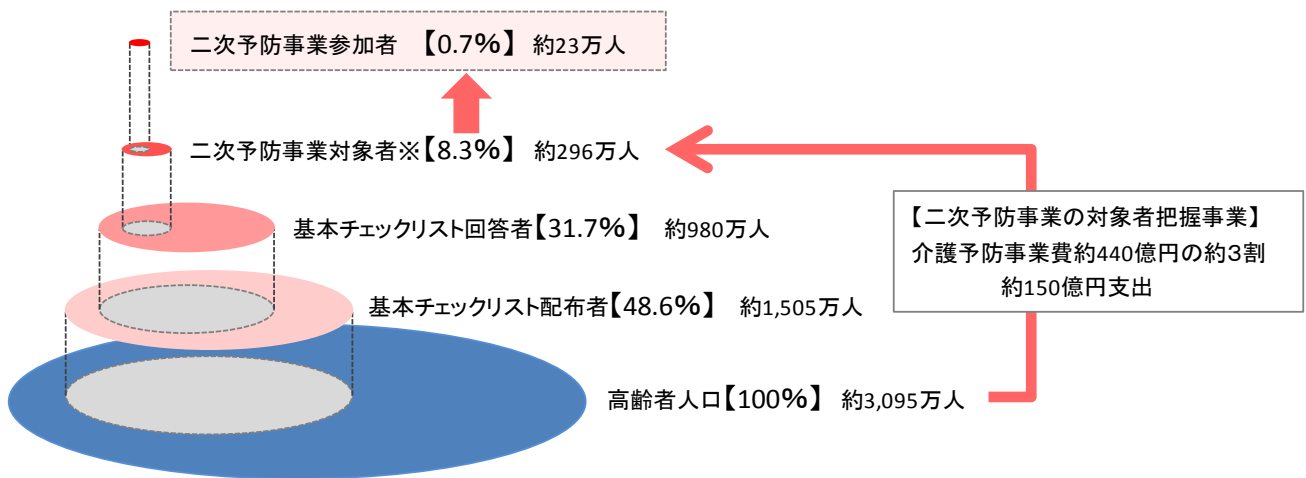 二次予防事業参加者 【0.7%】 約23万人
二次予防事業対象者※【8.3%】 約296万人
基本チェックリスト回答者【31.7%】 約980万人
基本チェックリスト配布者【48.6%】 約1,505万人
高齢者人口【100%】 約3,095万人
【二次予防事業の対象者把握事業】
介護予防事業費約440億円の約3割
約150億円支出